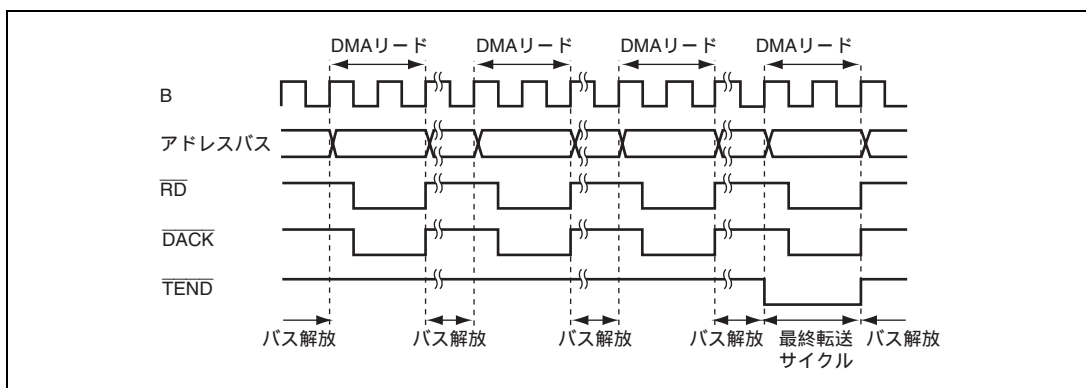 DMAリード DMAリード DMAリード DMAリード
B
アドレスバス
RD
DACK
TEND
バス解放 バス解放 バス解放 バス解放 最終転送サイクル バス解放